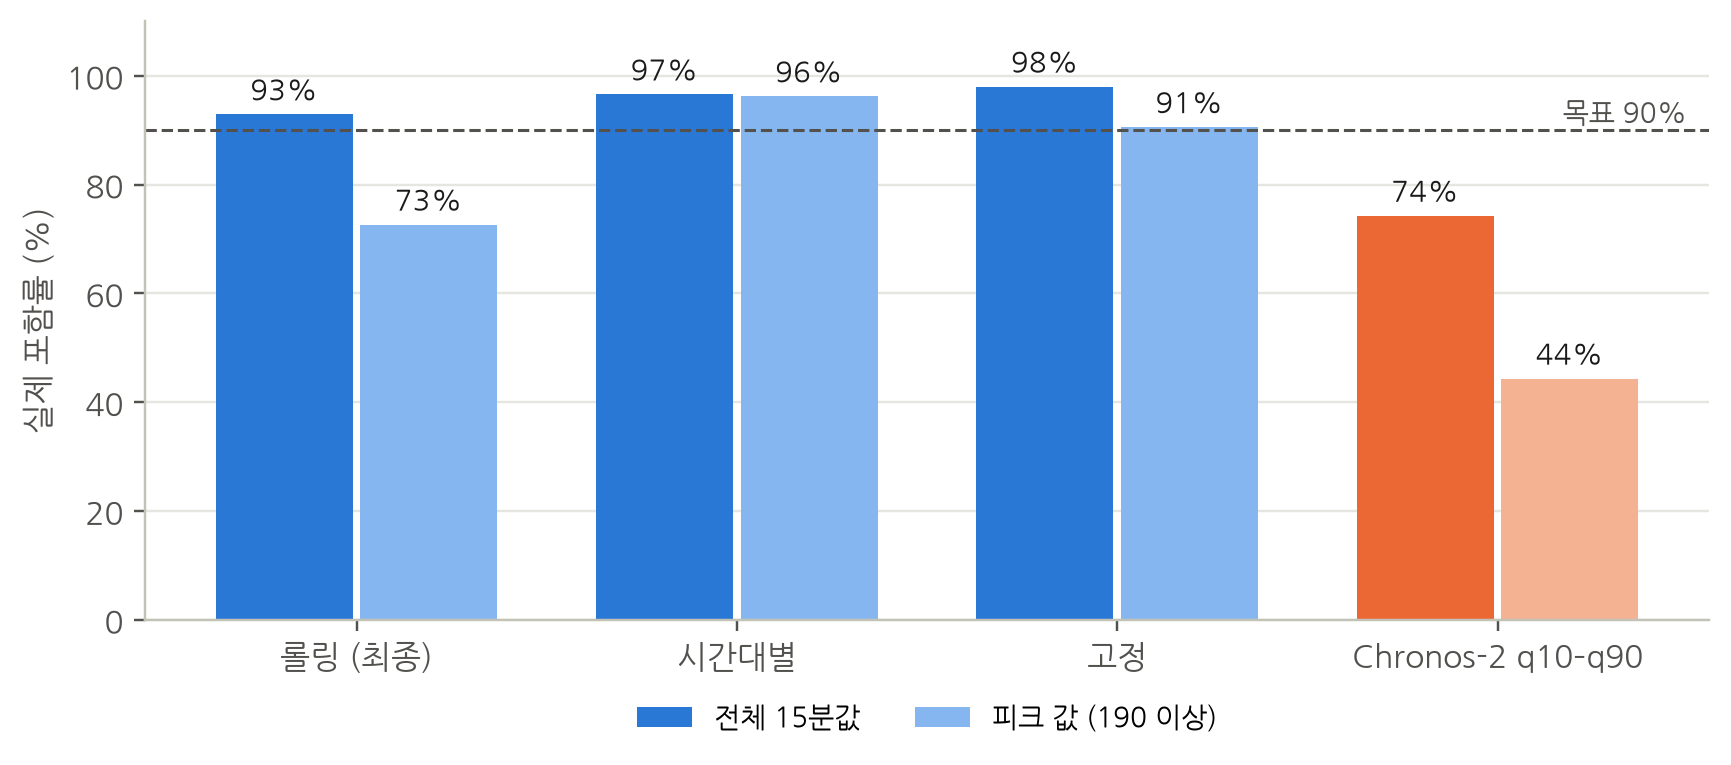 실제 포함률 (%)
100
80
60
40
20
0
목표 90%
93%
73%
97%
96%
98%
91%
74%
44%
롤링 (최종)
시간대별
고정
Chronos-2 q10-q90
전체 15분값
피크 값 (190 이상)